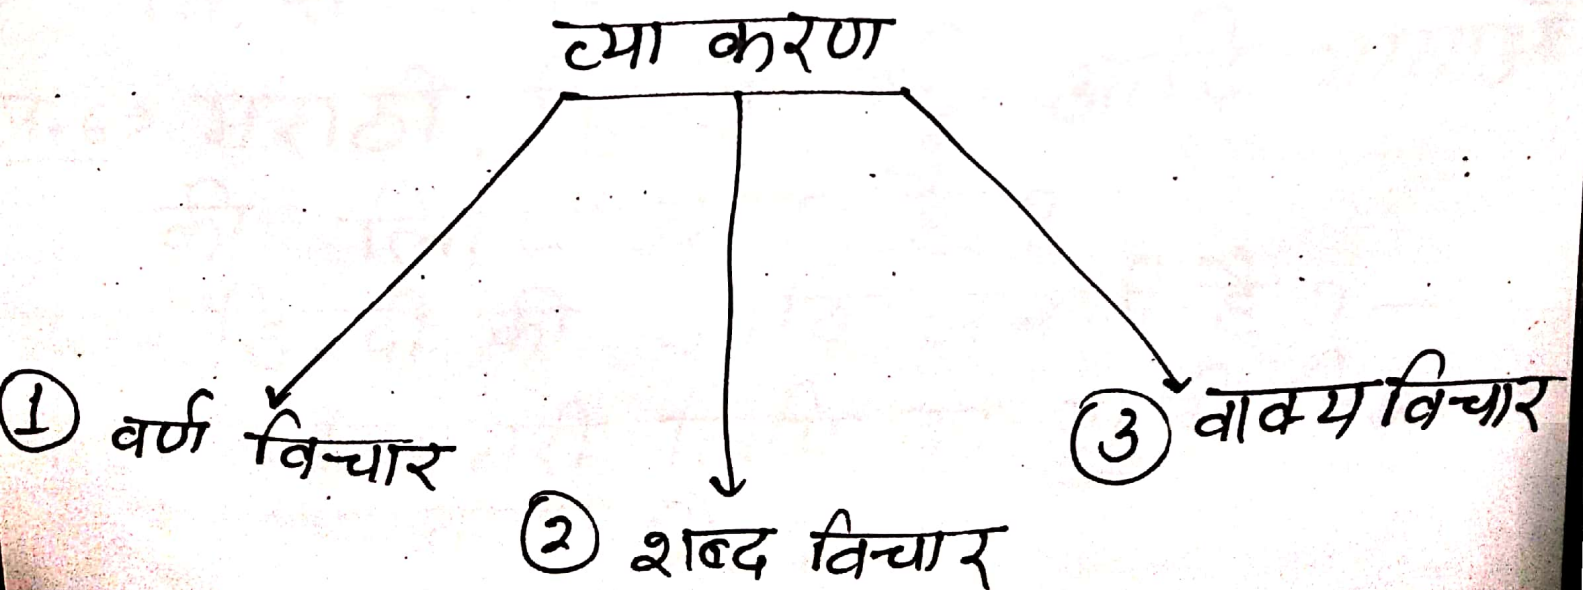 व्याकरण
① वर्ण विचार
② शब्द विचार
③ वाक्य विचार